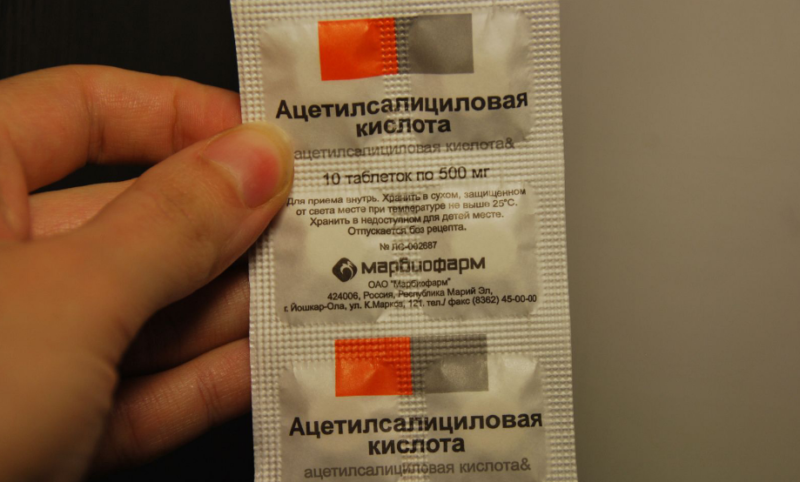 Ацетилсалициловая
кислота
ацетилсалициловая кислота&
10 таблеток по 500 мг
Для приема внутрь. Хранить в сухом, защищенном
от света месте при температуре не выше 25°C.
Хранить в недоступном для детей месте.
Отпускается без рецепта.
№ ЛС-002687
марбиофарм
ОАО "Марбиофарм"
424006, Россия, Республика Марий Эл,
г. Йошкар-Ола, ул. К.Маркса, 121. тел./ факс (8362) 45-00-00
Ацетилсалициловая
кислота
ацетилсалициловая кислота&